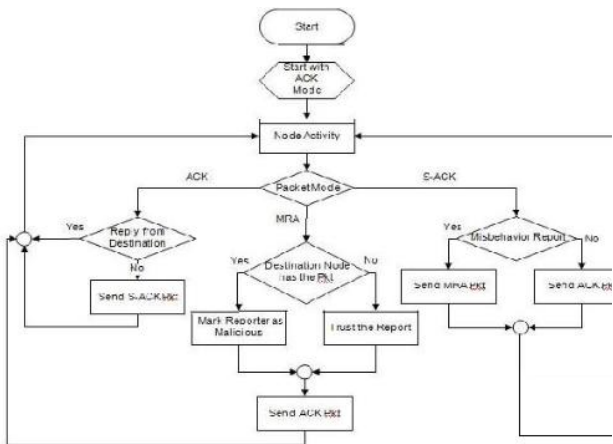 Start
Start with
ACK
Mode
Node Activity
Packet Mode
ACK
MRA
S-ACK
Yes
Reply from
Destination
No
Send S-ACK Pkt
Yes
Destination Node
has the Pkt
No
Mark Reporter as
Malicious
Trust the Report
Send ACK Pkt
Yes
Misbehavior Report
No
Send MRA Pkt
Send ACK Pkt